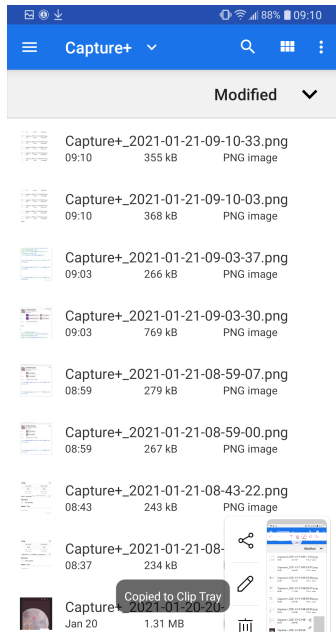 88% 09:10
Capture+
Modified
Capture+_2021-01-21-09-10-33.png
09:10 355 kB PNG image
Capture+_2021-01-21-09-10-03.png
09:10 368 kB PNG image
Capture+_2021-01-21-09-03-37.png
09:03 266 kB PNG image
Capture+_2021-01-21-09-03-30.png
09:03 769 kB PNG image
Capture+_2021-01-21-08-59-07.png
08:59 279 kB PNG image
Capture+_2021-01-21-08-59-00.png
08:59 267 kB PNG image
Capture+_2021-01-21-08-43-22.png
08:43 243 kB PNG image
Capture+_2021-01-21-08-
08:37 234 kB
Copied to Clip Tray
Capture+_2021-01-20-20-
Jan 20 1.31 MB